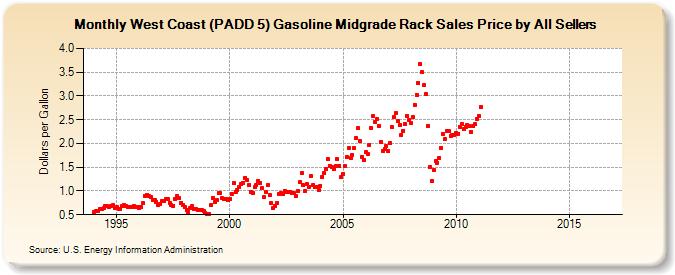 Monthly West Coast (PADD 5) Gasoline Midgrade Rack Sales Price by All Sellers
Dollars per Gallon
4.0
3.5
3.0
2.5
2.0
1.5
1.0
0.5
1995 2000 2005 2010 2015
Source: U.S. Energy Information Administration